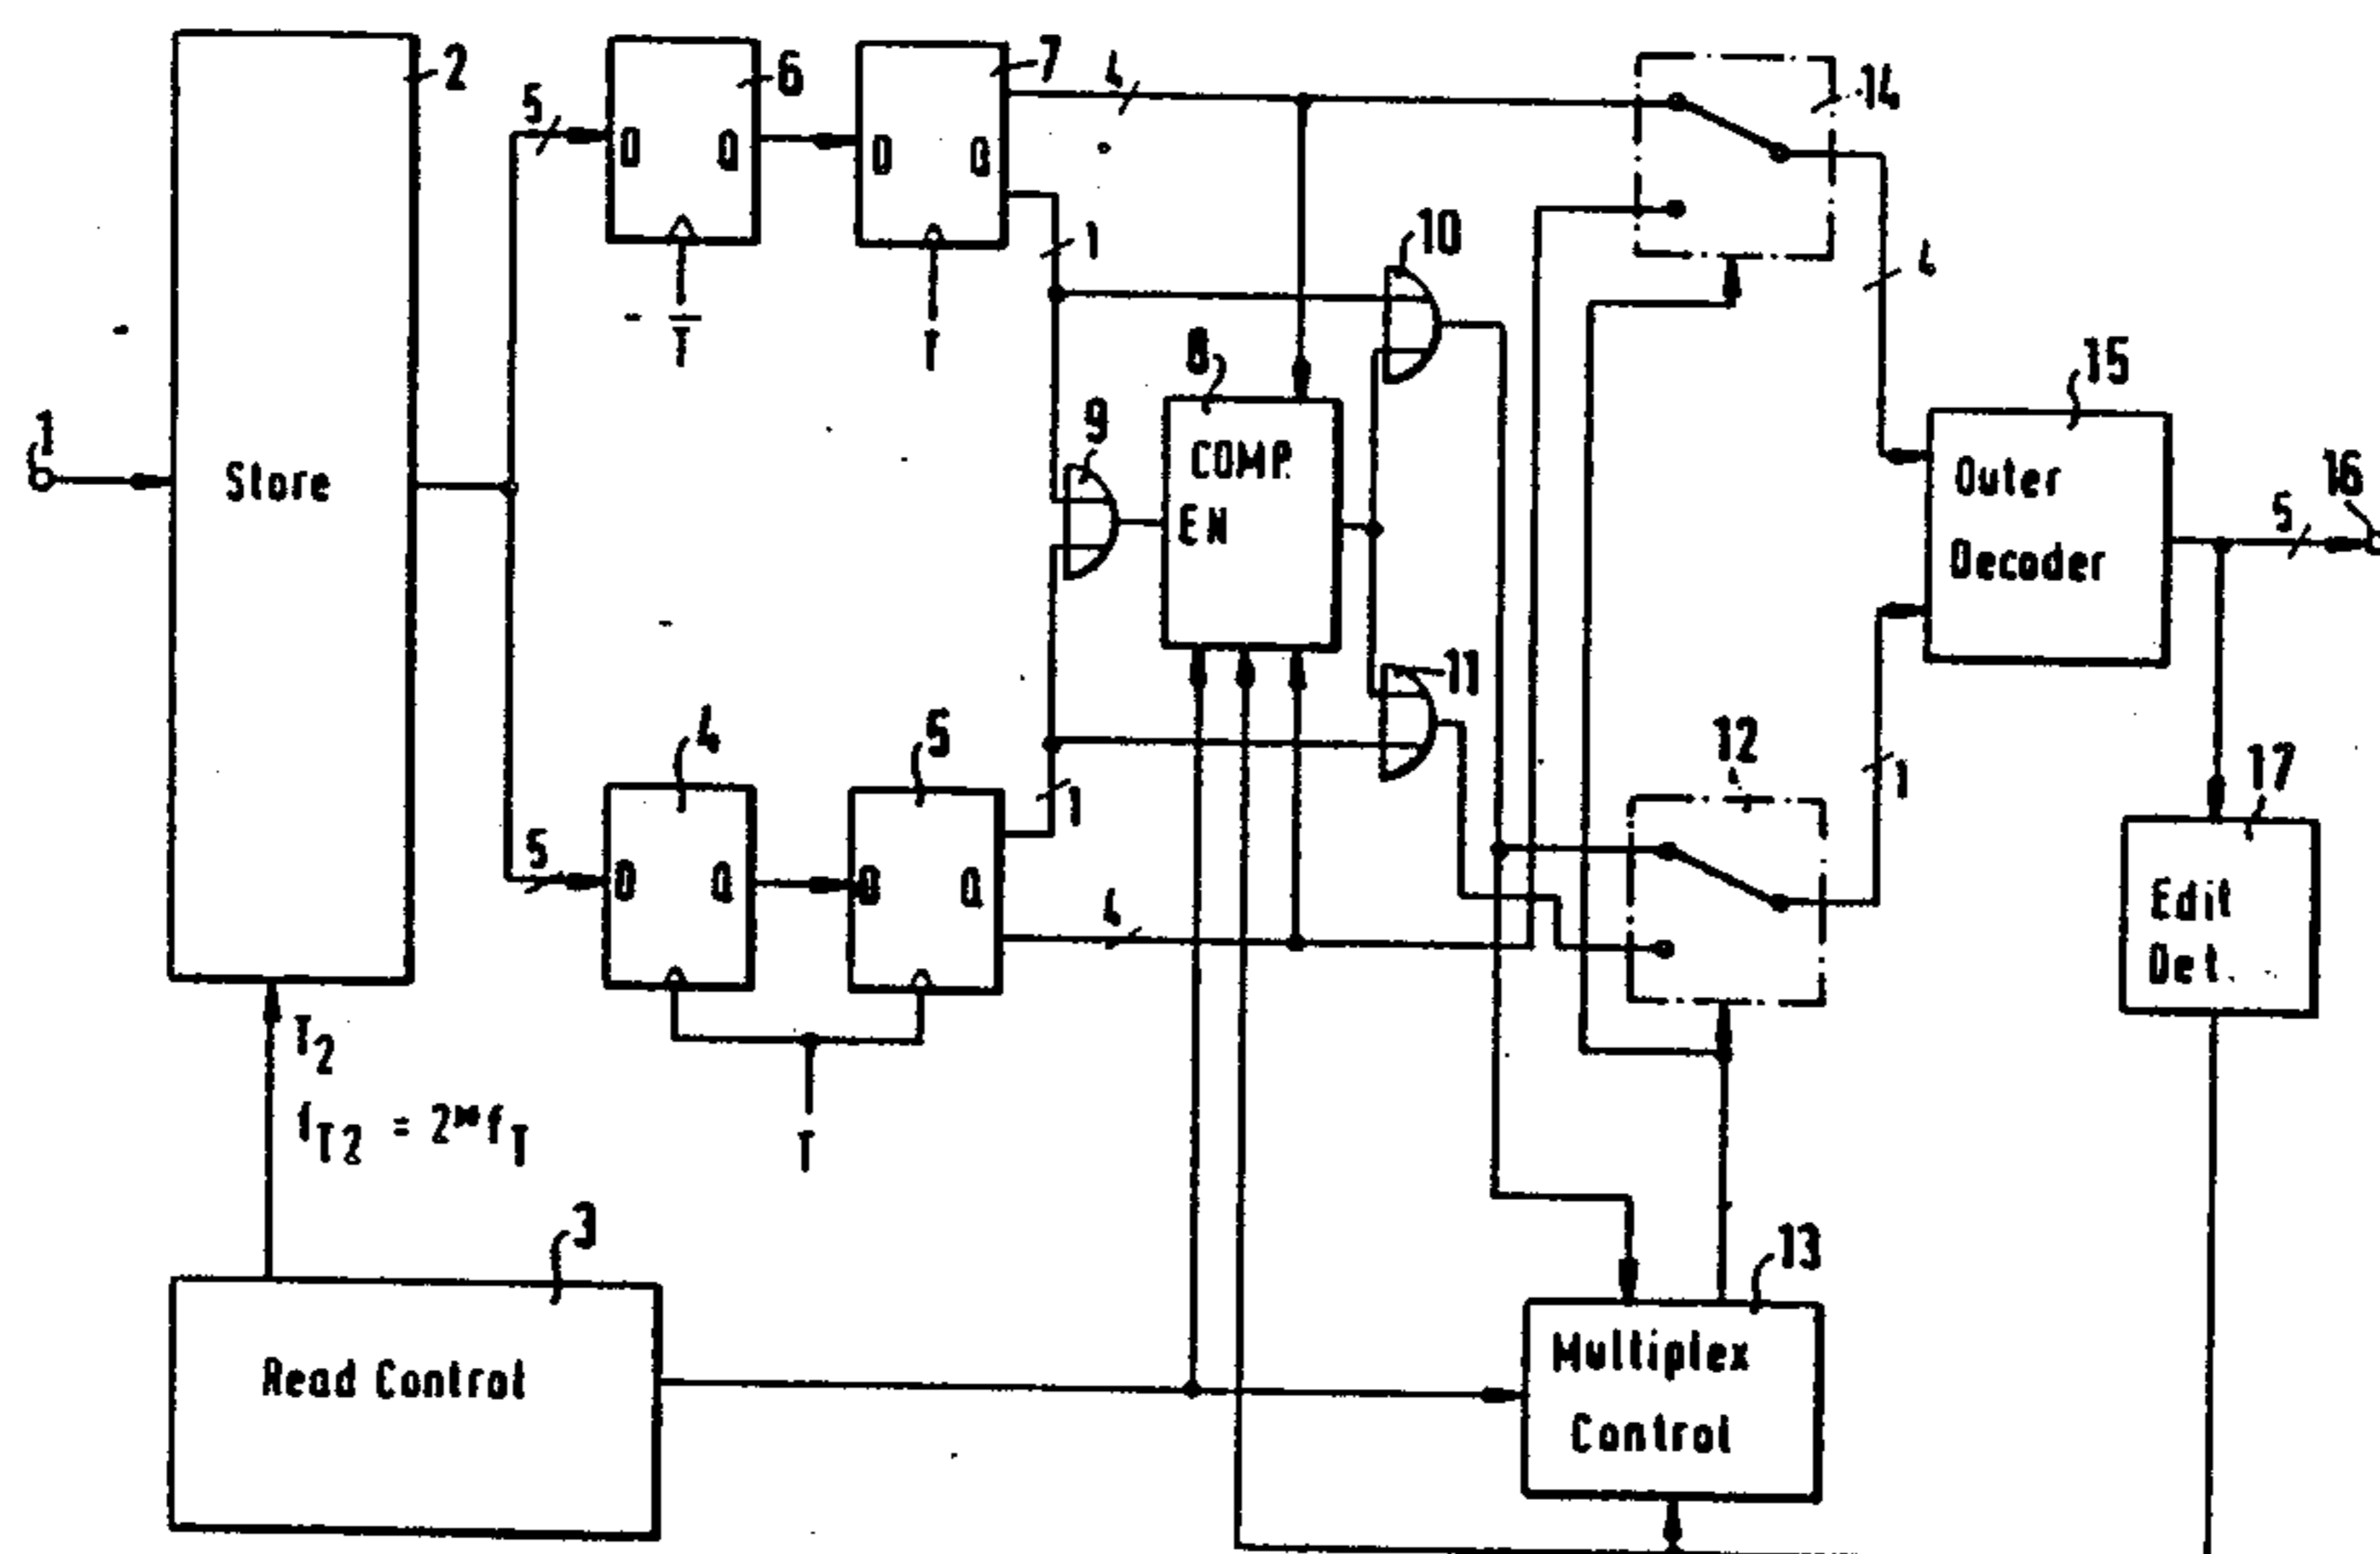 2
5
6
7
4
14
D
Q
D
Q
1
10
4
T̅
T
8
15
1
9
Store
COMP.
EN
Outer
Decoder
16
5
11
4
5
12
17
1
1
5
D
Q
D
Q
4
Edit
Det.
T2
fT2 = 2*fT
T
3
13
Read Control
Multiplex
Control